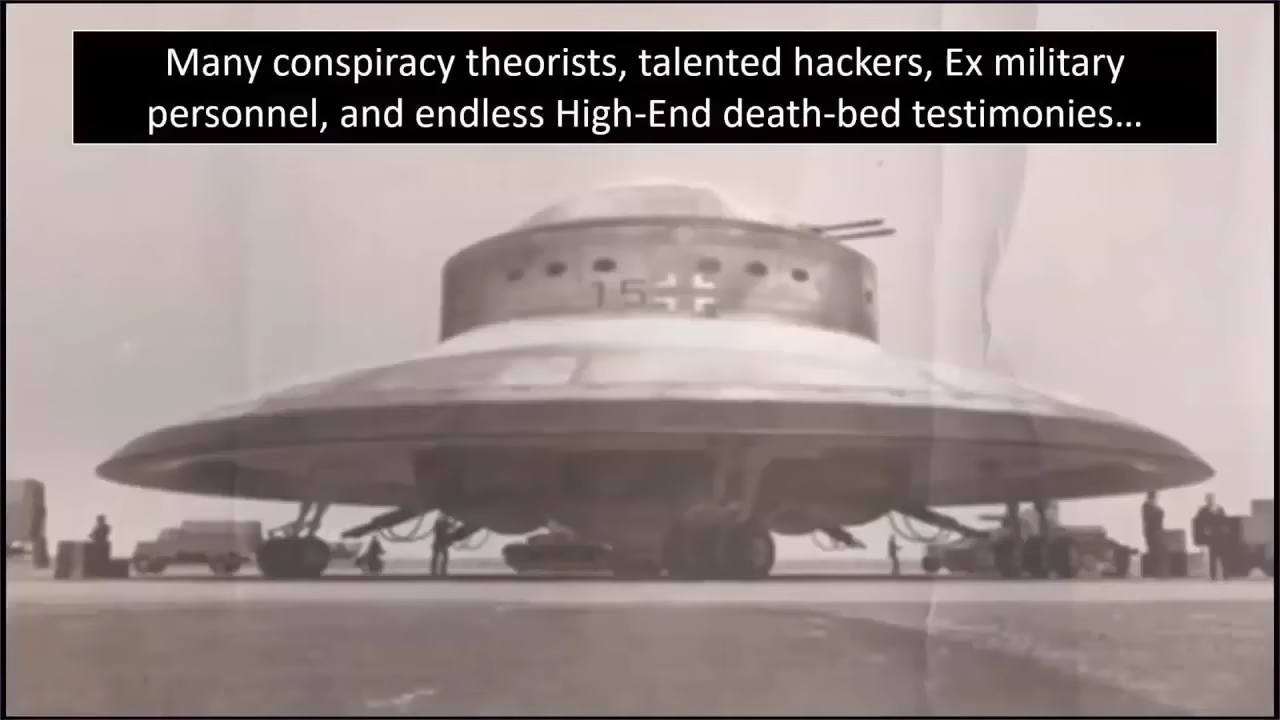 Many conspiracy theorists, talented hackers, Ex military
personnel, and endless High-End death-bed testimonies...
15